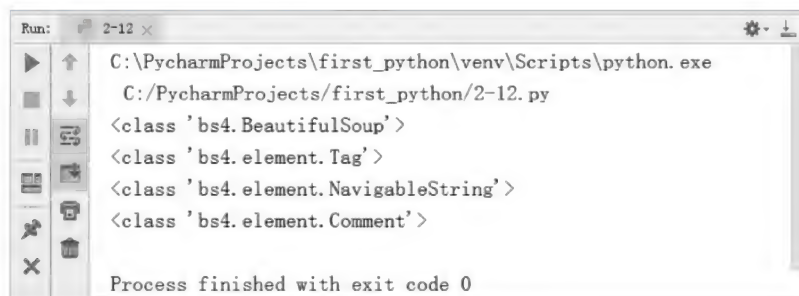 Run: 2-12
C:\PycharmProjects\first_python\venv\Scripts\python.exe
C:/PycharmProjects/first_python/2-12.py
<class 'bs4.BeautifulSoup'>
<class 'bs4.element.Tag'>
<class 'bs4.element.NavigableString'>
<class 'bs4.element.Comment'>
Process finished with exit code 0